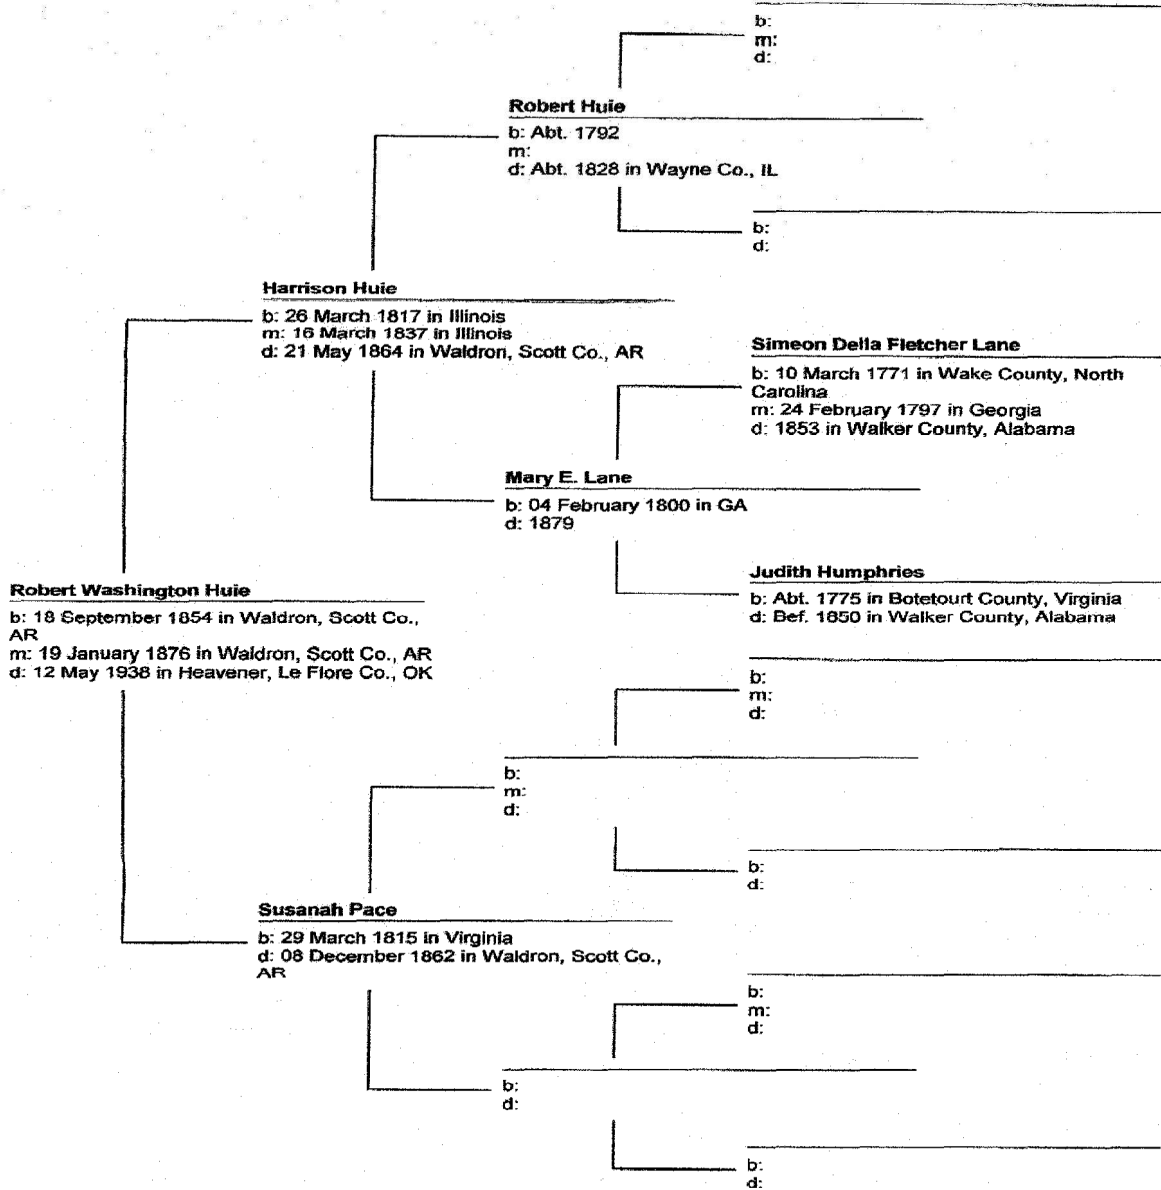 b:
m:
d:
Robert Huie
b: Abt. 1792
m:
d: Abt. 1828 in Wayne Co., IL
b:
d:
Harrison Huie
b: 26 March 1817 in Illinois
m: 16 March 1837 in Illinois
d: 21 May 1864 in Waldron, Scott Co., AR
Simeon Della Fletcher Lane
b: 10 March 1771 in Wake County, North
Carolina
m: 24 February 1797 in Georgia
d: 1853 in Walker County, Alabama
Mary E. Lane
b: 04 February 1800 in GA
d: 1879
Judith Humphries
b: Abt. 1775 in Botetourt County, Virginia
d: Bef. 1850 in Walker County, Alabama
Robert Washington Huie
b: 18 September 1854 in Waldron, Scott Co.,
AR
m: 19 January 1876 in Waldron, Scott Co., AR
d: 12 May 1938 in Heavener, Le Flore Co., OK
b:
m:
d:
b:
m:
d:
b:
d:
Susanah Pace
b: 29 March 1815 in Virginia
d: 08 December 1862 in Waldron, Scott Co.,
AR
b:
m:
d:
b:
d:
b:
d: